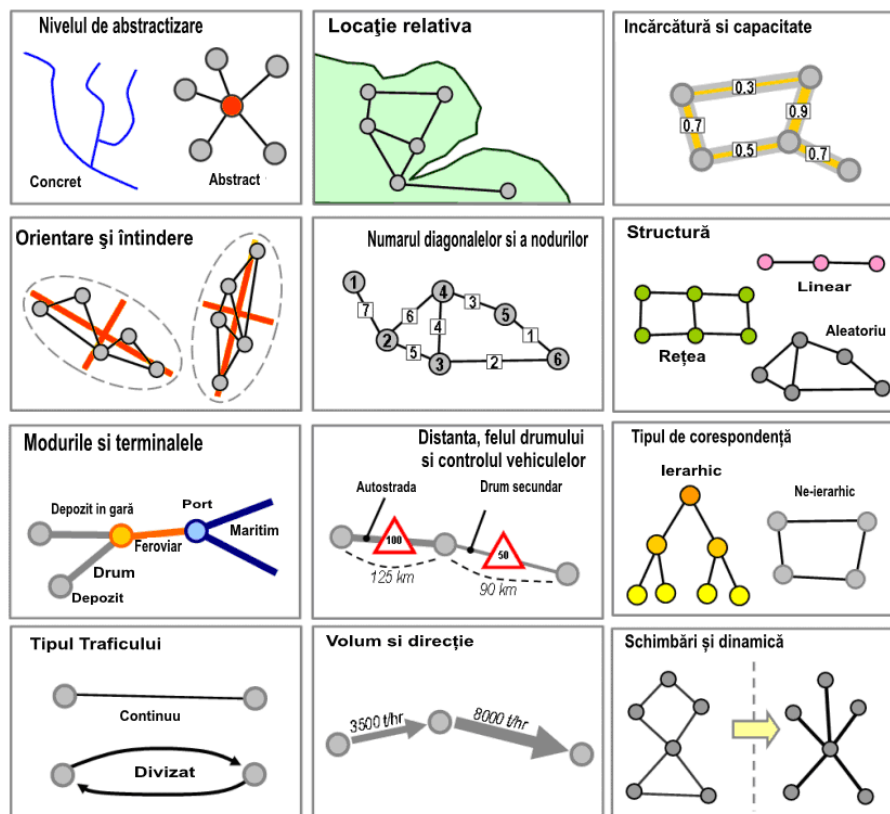 Nivelul de abstractizare
Concret
Abstract
Locaţie relativa
Incărcătură si capacitate
0.3
0.9
0.7
0.5
0.7
Orientare şi întindere
Numarul diagonalelor si a nodurilor
1
7
2
6
4
3
5
4
1
5
3
2
6
Structură
Linear
Rețea
Aleatoriu
Modurile si terminalele
Depozit in gară
Port
Feroviar
Maritim
Drum
Depozit
Distanta, felul drumului
si controlul vehiculelor
Autostrada
Drum secundar
100
50
125 km
90 km
Tipul de corespondență
Ierarhic
Ne-ierarhic
Tipul Traficului
Continuu
Divizat
Volum si direcție
3500 t/hr
8000 t/hr
Schimbări și dinamică